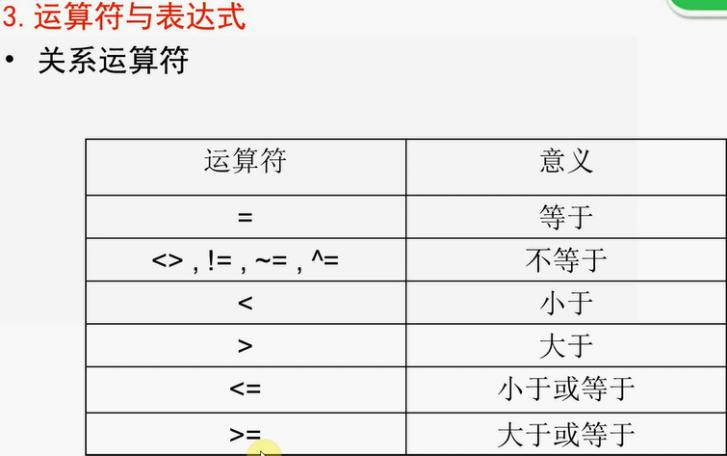 3. 运算符与表达式
• 关系运算符
运算符 意义
= 等于
<> , != , ~= , ^= 不等于
< 小于
> 大于
<= 小于或等于
>= 大于或等于